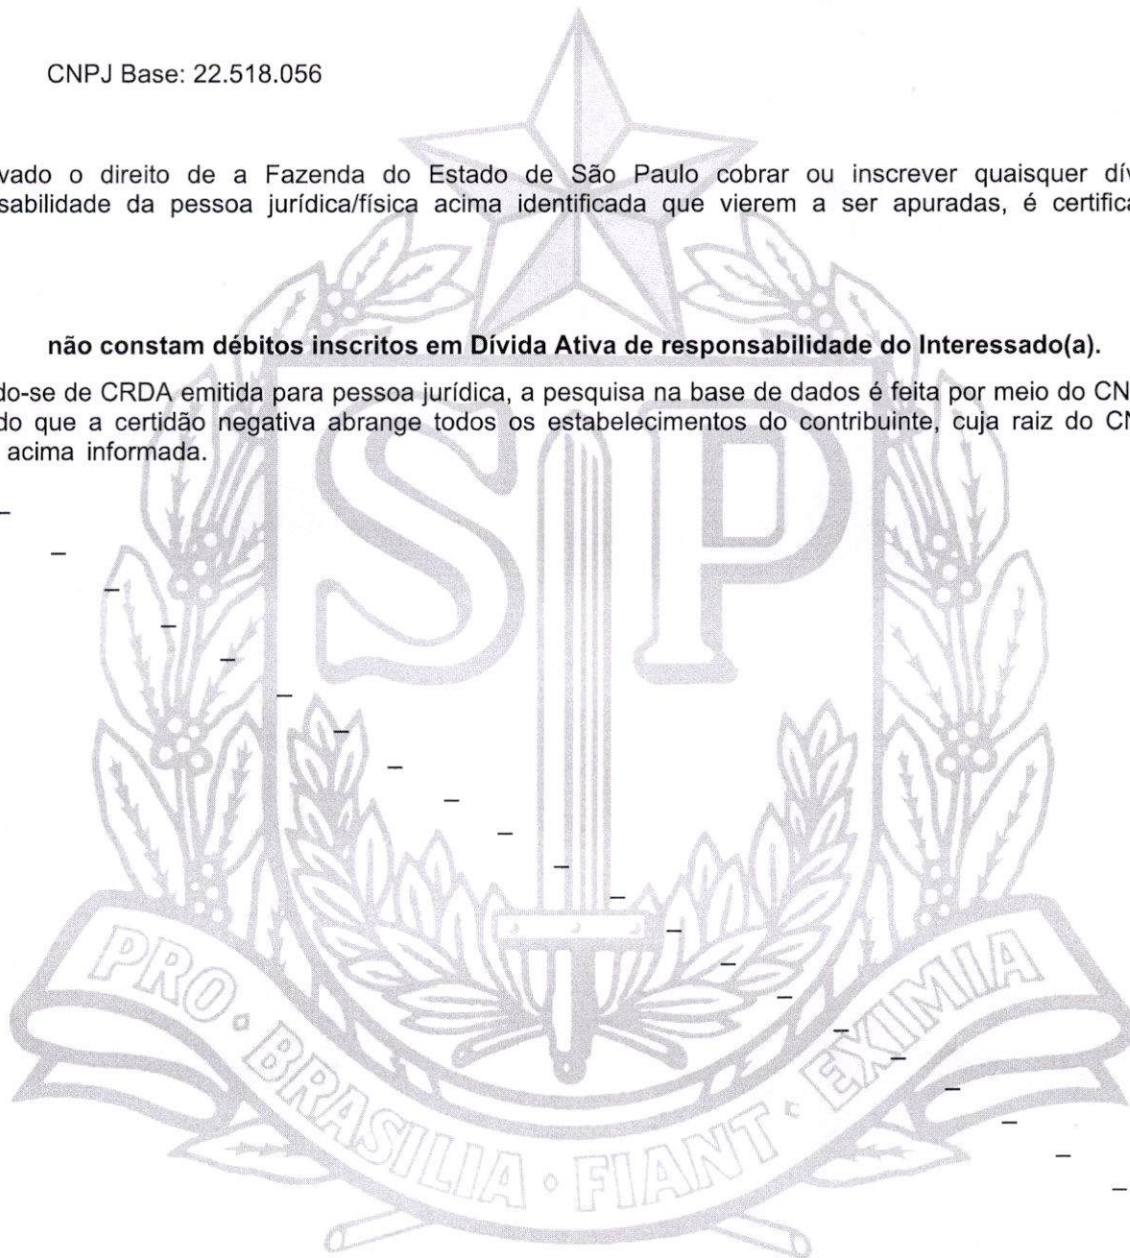 CNPJ Base: 22.518.056
vado o direito de a Fazenda do Estado de São Paulo cobrar ou inscrever quaisquer dív
sabilidade da pessoa jurídica/física acima identificada que vierem a ser apuradas, é certifica
não constam débitos inscritos em Dívida Ativa de responsabilidade do Interessado(a).
do-se de CRDA emitida para pessoa jurídica, a pesquisa na base de dados é feita por meio do CN
do que a certidão negativa abrange todos os estabelecimentos do contribuinte, cuja raiz do CN
acima informada.
SP
PRO · BRASILIA · FIANT · EXIMIA